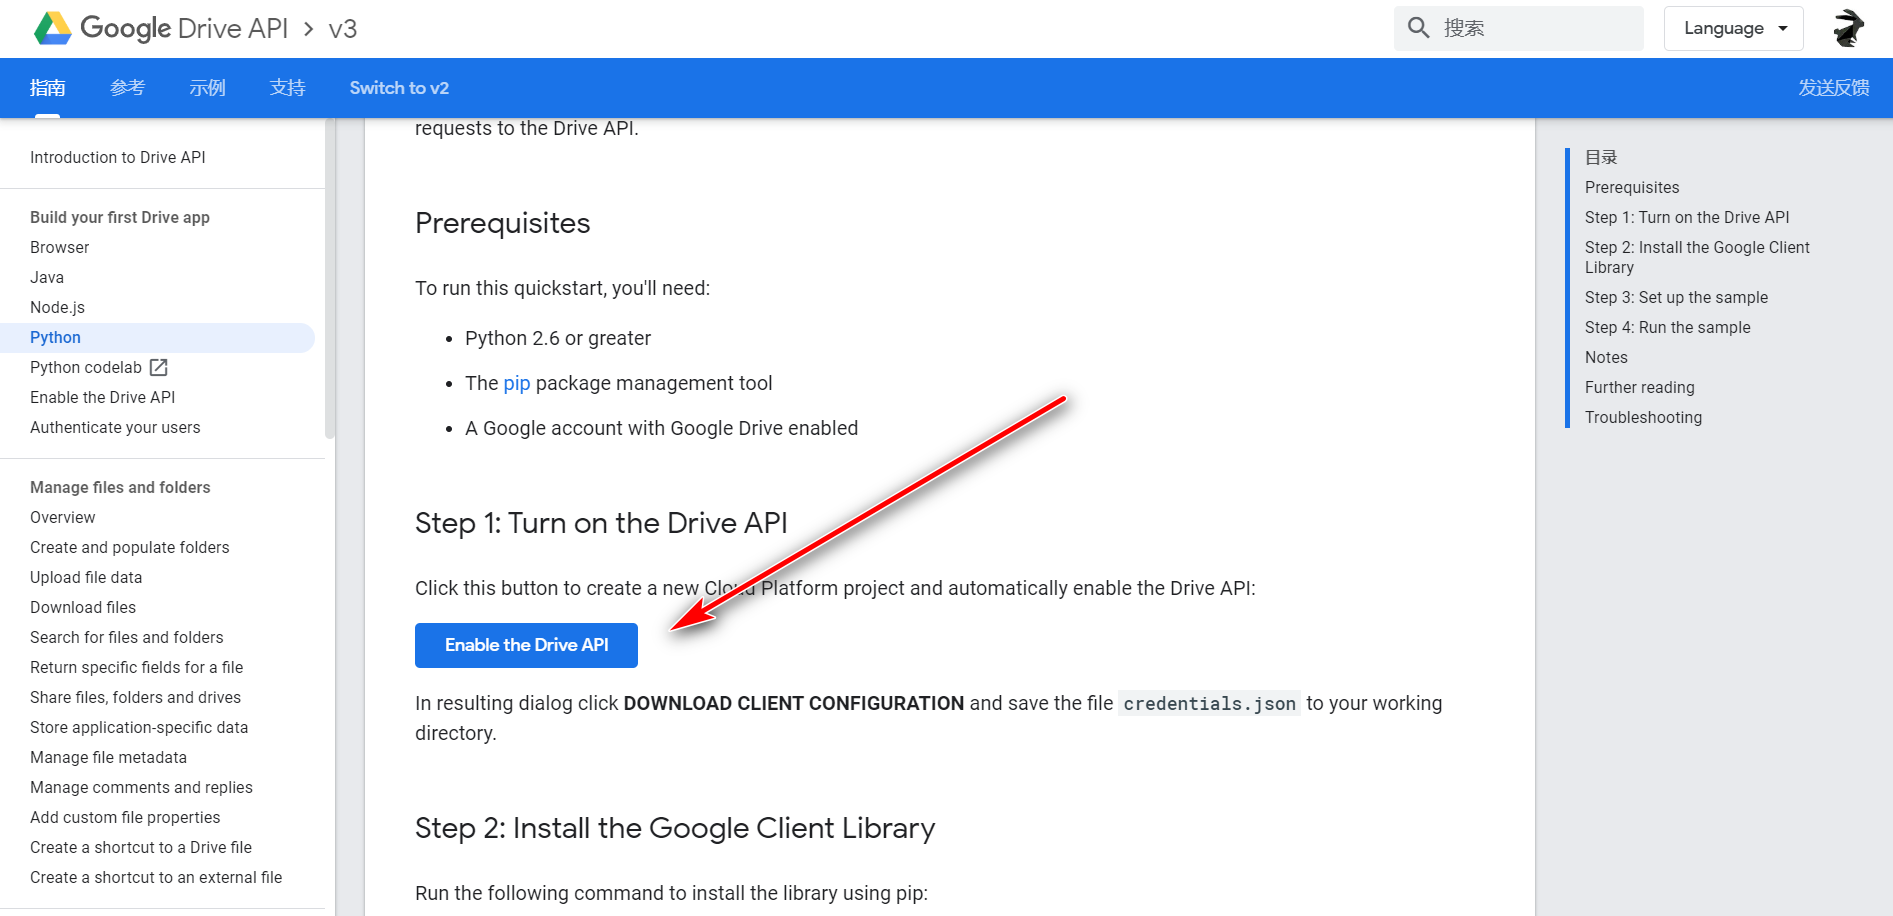 Google Drive API > v3
搜索
Language
指南
参考
示例
支持
Switch to v2
发送反馈
Introduction to Drive API
Build your first Drive app
Browser
Java
Node.js
Python
Python codelab
Enable the Drive API
Authenticate your users
Manage files and folders
Overview
Create and populate folders
Upload file data
Download files
Search for files and folders
Return specific fields for a file
Share files, folders and drives
Store application-specific data
Manage file metadata
Manage comments and replies
Add custom file properties
Create a shortcut to a Drive file
Create a shortcut to an external file
requests to the Drive API.
Prerequisites
To run this quickstart, you'll need:
• Python 2.6 or greater
• The pip package management tool
• A Google account with Google Drive enabled
Step 1: Turn on the Drive API
Click this button to create a new Cloud Platform project and automatically enable the Drive API:
Enable the Drive API
In resulting dialog click DOWNLOAD CLIENT CONFIGURATION and save the file credentials.json to your working
directory.
Step 2: Install the Google Client Library
Run the following command to install the library using pip:
目录
Prerequisites
Step 1: Turn on the Drive API
Step 2: Install the Google Client
Library
Step 3: Set up the sample
Step 4: Run the sample
Notes
Further reading
Troubleshooting